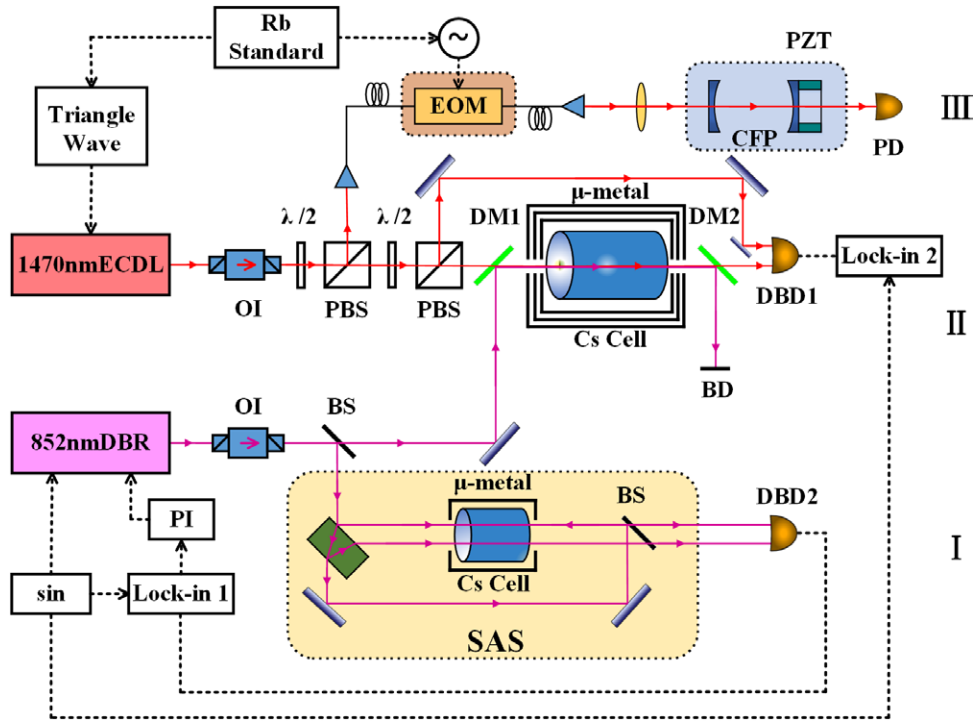 Rb
Standard
~
PZT
Triangle
Wave
EOM
CFP
PD
III
μ-metal
λ/2
λ/2
DM1
DM2
1470nmECDL
Lock-in 2
OI
PBS
PBS
DBD1
Cs Cell
II
BD
OI
BS
852nmDBR
μ-metal
BS
DBD2
PI
I
sin
Lock-in 1
Cs Cell
SAS